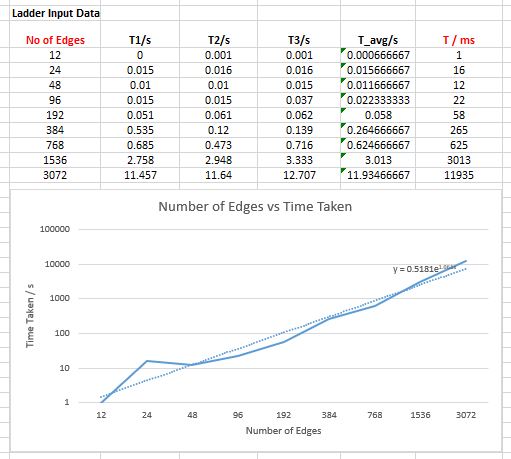 Ladder Input Data
No of Edges T1/s T2/s T3/s T_avg/s T / ms
12 0 0.001 0.001 0.000666667 1
24 0.015 0.016 0.016 0.015666667 16
48 0.01 0.01 0.015 0.011666667 12
96 0.015 0.015 0.037 0.022333333 22
192 0.051 0.061 0.062 0.058 58
384 0.535 0.12 0.139 0.264666667 265
768 0.685 0.473 0.716 0.624666667 625
1536 2.758 2.948 3.333 3.013 3013
3072 11.457 11.64 12.707 11.93466667 11935
Number of Edges vs Time Taken
Time Taken / s
100000
10000
1000
100
10
1
y = 0.5181e
12 24 48 96 192 384 768 1536 3072
Number of Edges